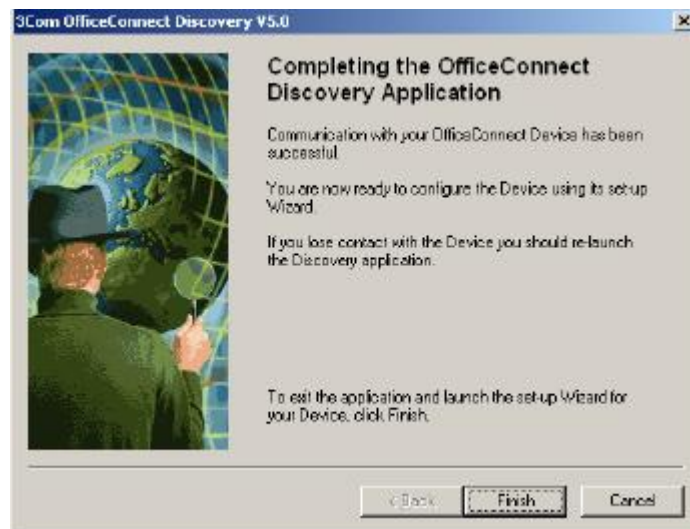 3Com OfficeConnect Discovery V5.0
Completing the OfficeConnect
Discovery Application
Communication with your OfficeConnect Device has been
successful.
You are now ready to configure the Device using its set-up
Wizard.
If you lose contact with the Device you should re-launch
the Discovery application.
To exit the application and launch the set-up Wizard for
your Device, click Finish.
< Back
Finish
Cancel